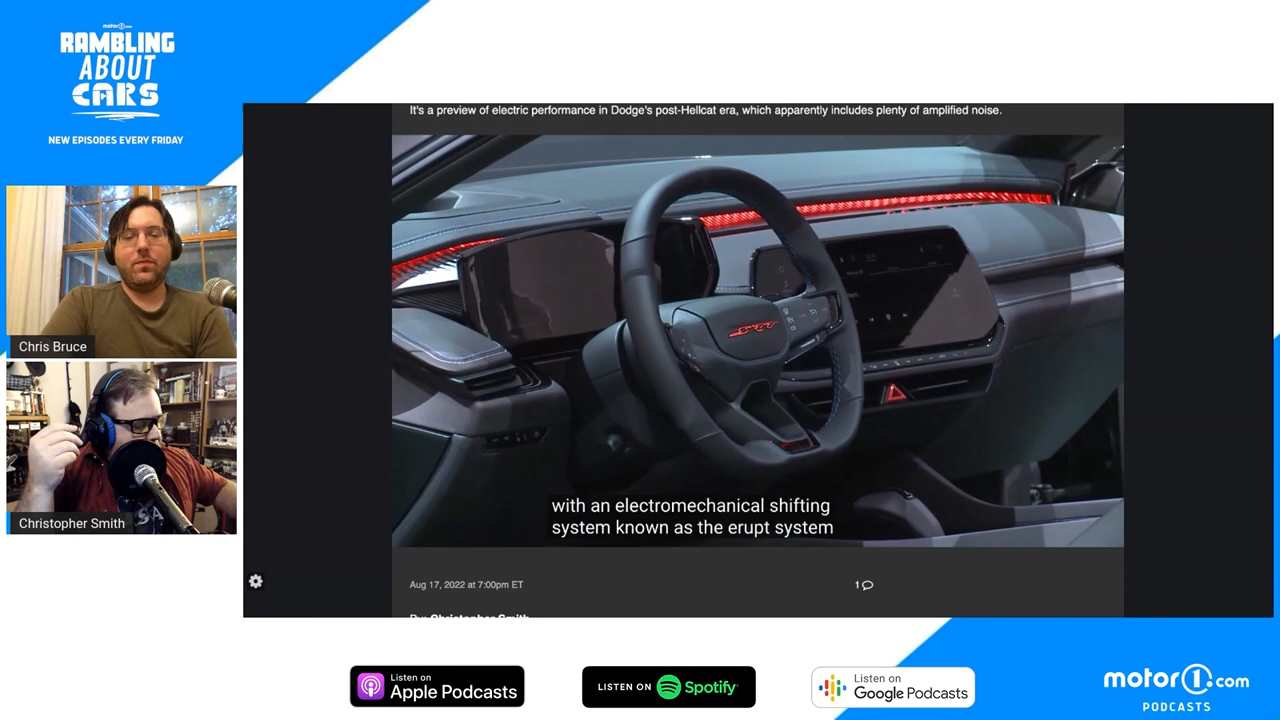 motor1.com
RAMBLING
ABOUT
CARS
NEW EPISODES EVERY FRIDAY
It's a preview of electric performance in Dodge's post-Hellcat era, which apparently includes plenty of amplified noise.
Chris Bruce
Christopher Smith
SRT
with an electromechanical shifting
system known as the erupt system
Aug 17, 2022 at 7:00pm ET
1
By: Christopher Smith
Listen on
Apple Podcasts
LISTEN ON Spotify
Listen on
Google Podcasts
motor1.com
PODCASTS